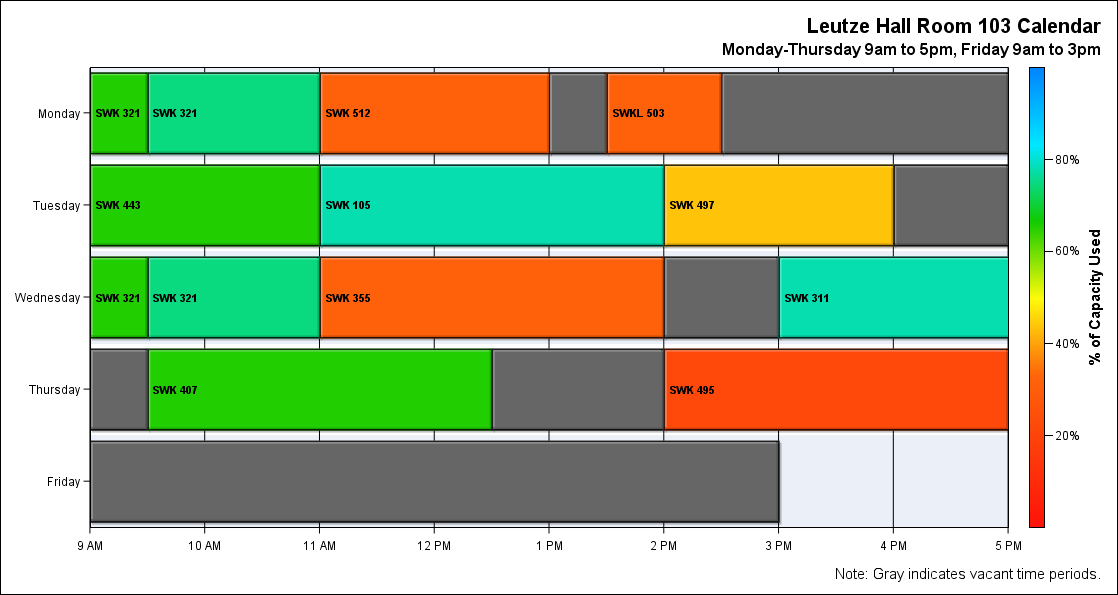 Leutze Hall Room 103 Calendar
Monday-Thursday 9am to 5pm, Friday 9am to 3pm
Monday
SWK 321
SWK 321
SWK 512
SWKL 503
Tuesday
SWK 443
SWK 105
SWK 497
Wednesday
SWK 321
SWK 321
SWK 355
SWK 311
Thursday
SWK 407
SWK 495
Friday
9 AM
10 AM
11 AM
12 PM
1 PM
2 PM
3 PM
4 PM
5 PM
80%
60%
40%
20%
% of Capacity Used
Note: Gray indicates vacant time periods.